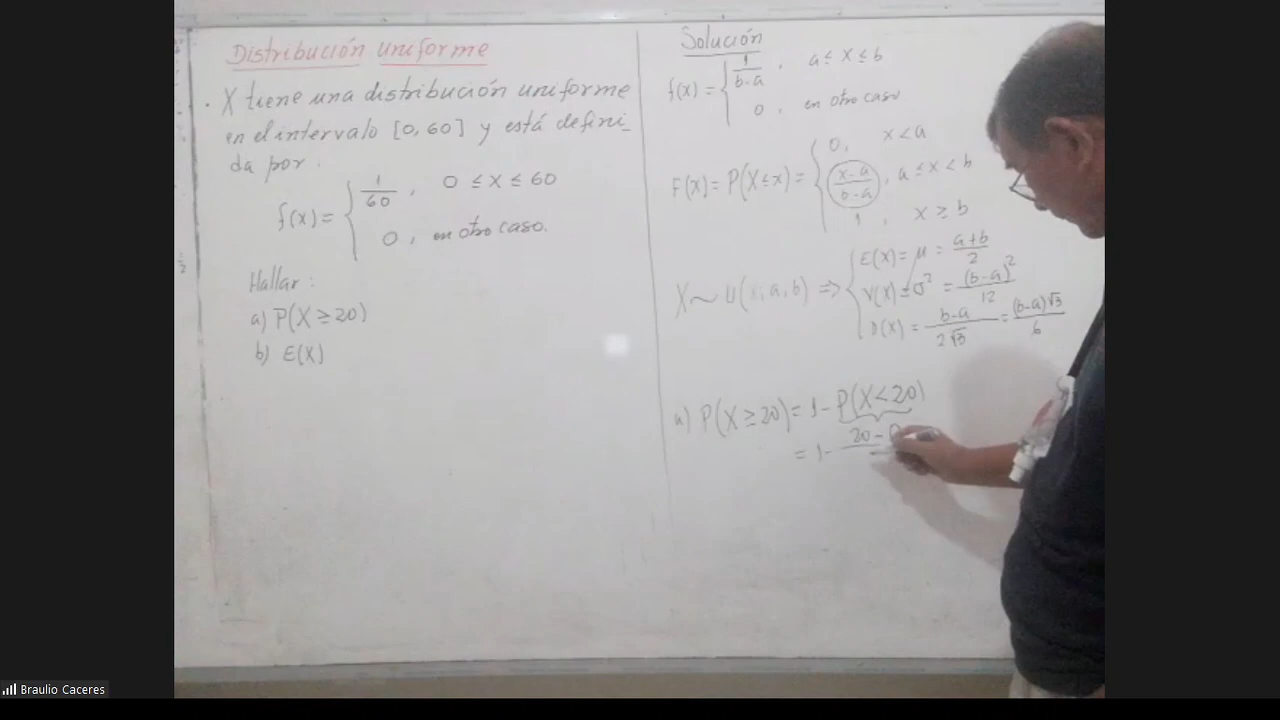 Distribución uniforme
. X tiene una distribución uniforme
en el intervalo [0, 60] y está defini_
da por.
f(x) = { 1/60 , 0 ≤ x ≤ 60
0 , en otro caso.
Hallar :
a) P(X ≥ 20)
b) E(X)
Solución
f(x) = { 1/b-a , a ≤ x ≤ b
0 , en otro caso
F(x) = P(X ≤ x) = { 0, x < a
x-a/b-a , a ≤ x < b
1 , x ≥ b
X ~ U(x; a, b) ⇒ { E(X) = μ = a+b/2
V(X) = σ² = (b-a)²/12
D(X) = b-a/2√3 = (b-a)√3/6
a) P(X ≥ 20) = 1 - P(X < 20)
= 1 - 20 - 0
Braulio Caceres